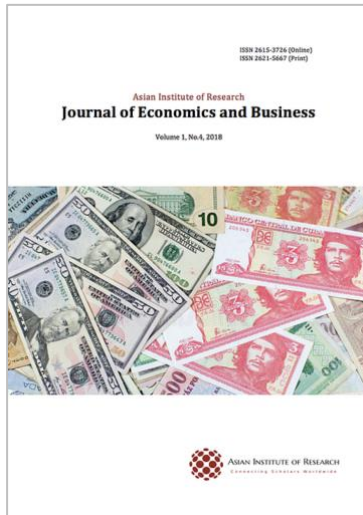 ISSN 2615-3726 (Online)
ISSN 2621-5667 (Print)
Asian Institute of Research
Journal of Economics and Business
Volume 1, No.4, 2018
10
50
3
ASIAN INSTITUTE OF RESEARCH
Connecting Scholars Worldwide